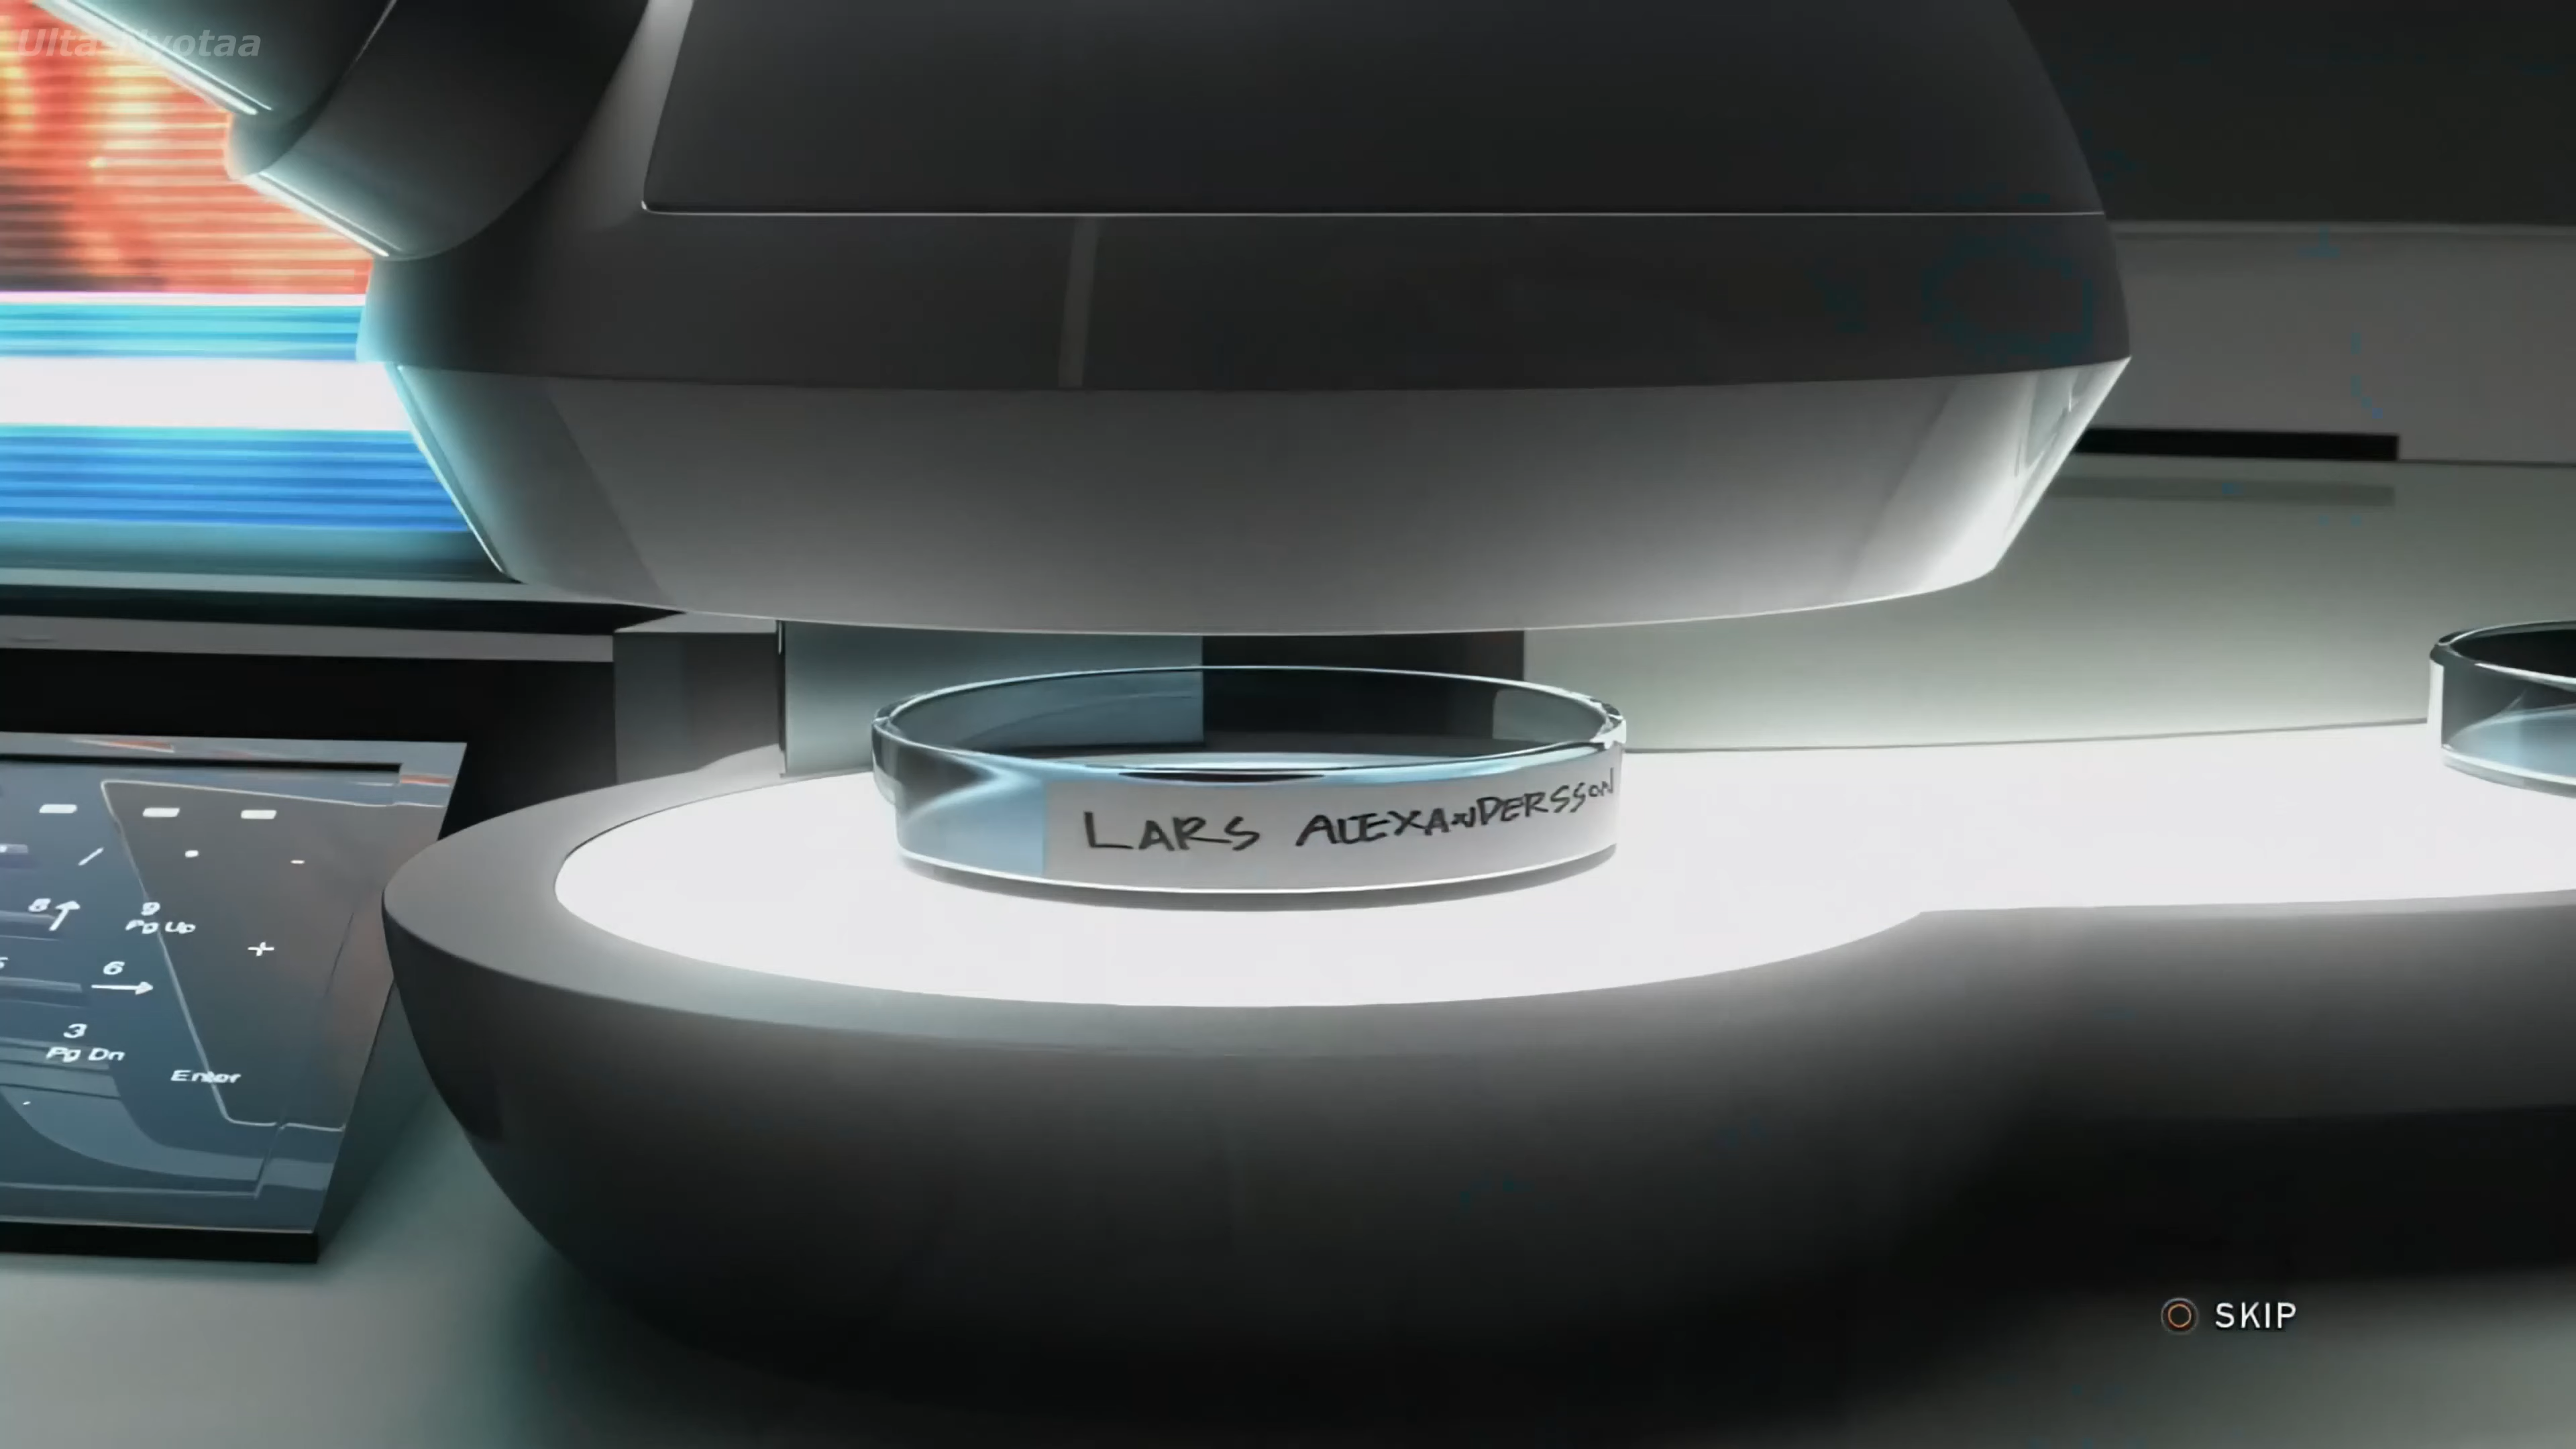 LARS ALEXANDERSSON
8
9
Pg Up
+
6
3
Pg Dn
Enter
SKIP